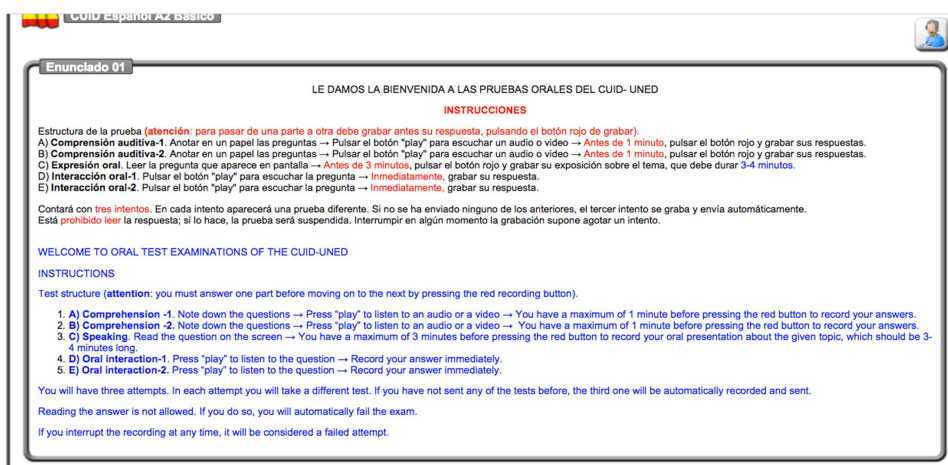 CUID Español A2 Básico
Enunciado 01
LE DAMOS LA BIENVENIDA A LAS PRUEBAS ORALES DEL CUID- UNED
INSTRUCCIONES
Estructura de la prueba (atención: para pasar de una parte a otra debe grabar antes su respuesta, pulsando el botón rojo de grabar).
A) Comprensión auditiva-1. Anotar en un papel las preguntas → Pulsar el botón "play" para escuchar un audio o video → Antes de 1 minuto, pulsar el botón rojo y grabar sus respuestas.
B) Comprensión auditiva-2. Anotar en un papel las preguntas → Pulsar el botón "play" para escuchar un audio o video → Antes de 1 minuto, pulsar el botón rojo y grabar sus respuestas.
C) Expresión oral. Leer la pregunta que aparece en pantalla → Antes de 3 minutos, pulsar el botón rojo y grabar su exposición sobre el tema, que debe durar 3-4 minutos.
D) Interacción oral-1. Pulsar el botón "play" para escuchar la pregunta → Inmediatamente, grabar su respuesta.
E) Interacción oral-2. Pulsar el botón "play" para escuchar la pregunta → Inmediatamente, grabar su respuesta.
Contará con tres intentos. En cada intento aparecerá una prueba diferente. Si no se ha enviado ninguno de los anteriores, el tercer intento se graba y envía automáticamente.
Está prohibido leer la respuesta; si lo hace, la prueba será suspendida. Interrumpir en algún momento la grabación supone agotar un intento.
WELCOME TO ORAL TEST EXAMINATIONS OF THE CUID-UNED
INSTRUCTIONS
Test structure (attention: you must answer one part before moving on to the next by pressing the red recording button).
1. A) Comprehension -1. Note down the questions → Press "play" to listen to an audio or a video → You have a maximum of 1 minute before pressing the red button to record your answers.
2. B) Comprehension -2. Note down the questions → Press "play" to listen to an audio or a video → You have a maximum of 1 minute before pressing the red button to record your answers.
3. C) Speaking. Read the question on the screen → You have a maximum of 3 minutes before pressing the red button to record your oral presentation about the given topic, which should be 3-
4 minutes long.
4. D) Oral interaction-1. Press "play" to listen to the question → Record your answer immediately.
5. E) Oral interaction-2. Press "play" to listen to the question → Record your answer immediately.
You will have three attempts. In each attempt you will take a different test. If you have not sent any of the tests before, the third one will be automatically recorded and sent.
Reading the answer is not allowed. If you do so, you will automatically fail the exam.
If you interrupt the recording at any time, it will be considered a failed attempt.